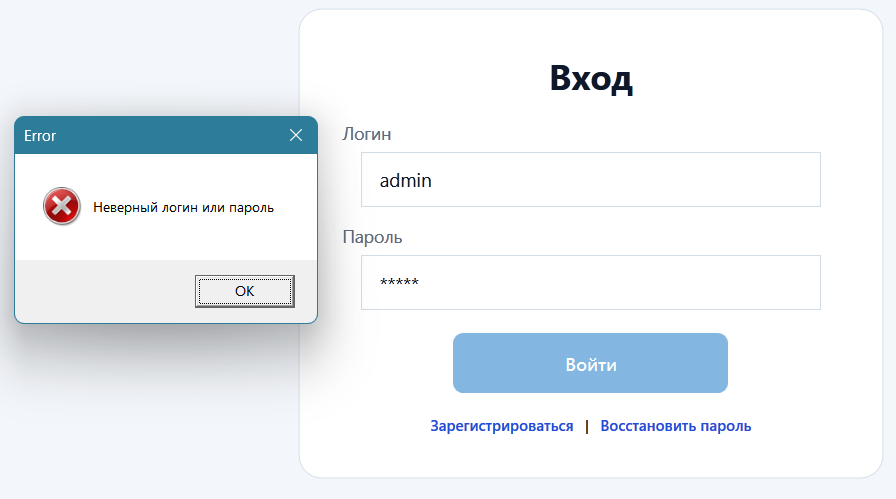 Вход
Error
Логин
admin
Неверный логин или пароль
Пароль
*****
OK
Войти
Зарегистрироваться | Восстановить пароль